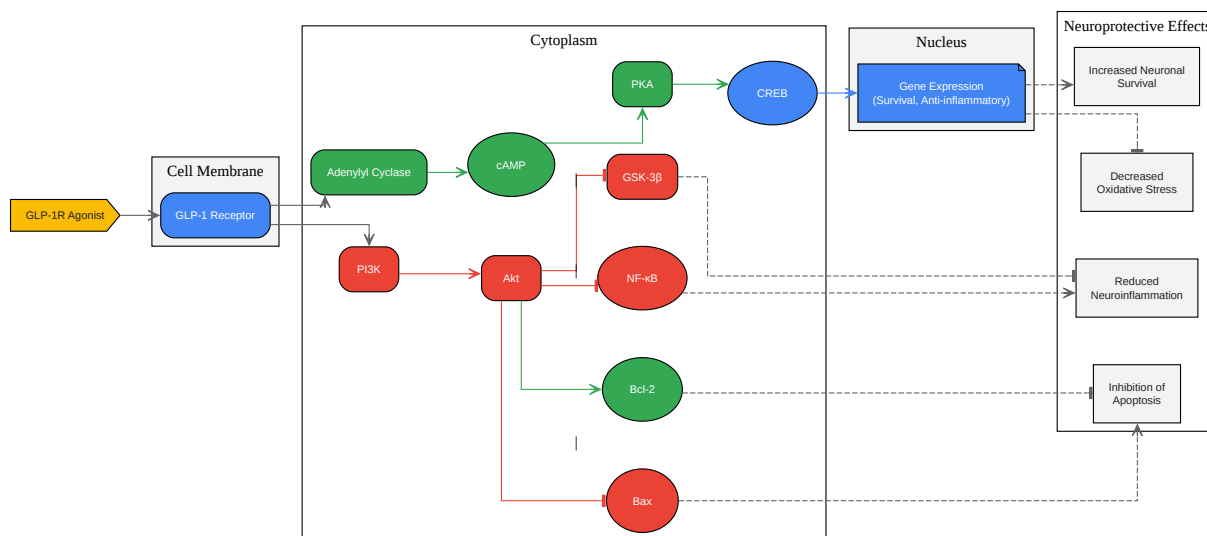 Neuroprotective Effects
Cytoplasm
Nucleus
Increased Neuronal
Survival
PKA
CREB
Gene Expression
(Survival, Anti-inflammatory)
Cell Membrane
Adenylyl Cyclase
cAMP
GSK-3β
Decreased
Oxidative Stress
GLP-1R Agonist
GLP-1 Receptor
PI3K
Akt
NF-κB
Reduced
Neuroinflammation
Bcl-2
Inhibition of
Apoptosis
Bax